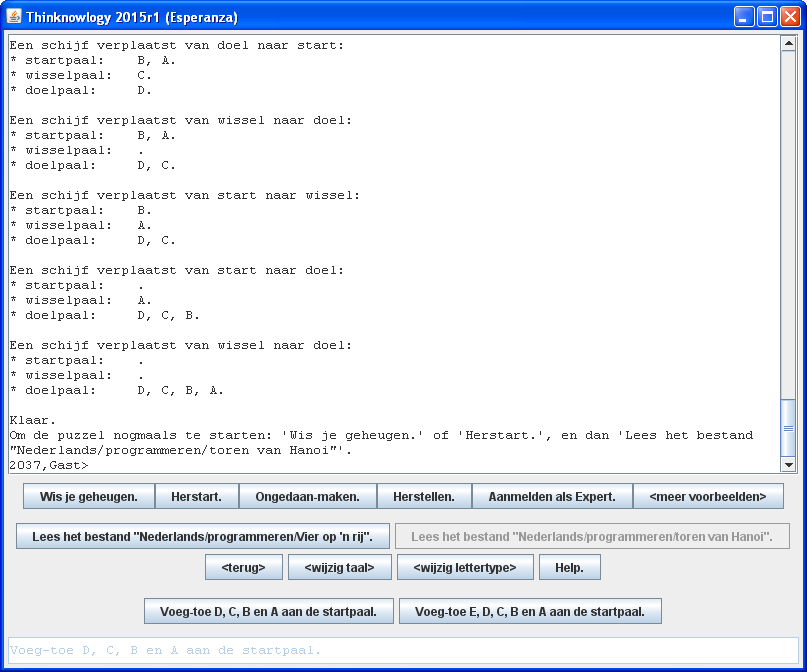 Thinknowlogy 2015r1 (Esperanza)
Een schijf verplaatst van doel naar start:
* startpaal:    B, A.
* wisselpaal:   C.
* doelpaal:     D.
Een schijf verplaatst van wissel naar doel:
* startpaal:    B, A.
* wisselpaal:   .
* doelpaal:     D, C.
Een schijf verplaatst van start naar wissel:
* startpaal:    B.
* wisselpaal:   A.
* doelpaal:     D, C.
Een schijf verplaatst van start naar doel:
* startpaal:    .
* wisselpaal:   A.
* doelpaal:     D, C, B.
Een schijf verplaatst van wissel naar doel:
* startpaal:    .
* wisselpaal:   .
* doelpaal:     D, C, B, A.
Klaar.
Om de puzzel nogmaals te starten: 'Wis je geheugen.' of 'Herstart.', en dan 'Lees het bestand
"Nederlands/programmeren/toren van Hanoi"'.
2037,Gast>
Wis je geheugen. Herstart. Ongedaan-maken. Herstellen. Aanmelden als Expert. <meer voorbeelden>
Lees het bestand "Nederlands/programmeren/Vier op 'n rij". Lees het bestand "Nederlands/programmeren/toren van Hanoi".
<terug> <wijzig taal> <wijzig lettertype> Help.
Voeg-toe D, C, B en A aan de startpaal. Voeg-toe E, D, C, B en A aan de startpaal.
Voeg-toe D, C, B en A aan de startpaal.